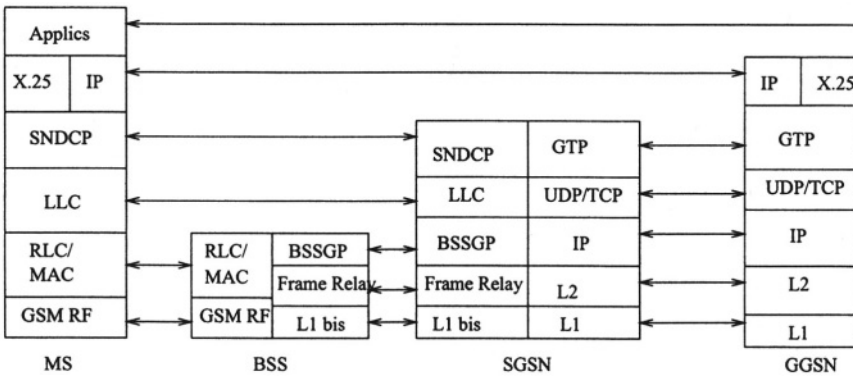 Applics
X.25 IP
SNDCP
LLC
RLC/
MAC
GSM RF
MS
RLC/
MAC
GSM RF
BSSGP
Frame Relay
L1 bis
BSS
SNDCP
LLC
BSSGP
Frame Relay
L1 bis
GTP
UDP/TCP
IP
L2
L1
SGSN
IP X.25
GTP
UDP/TCP
IP
L2
L1
GGSN